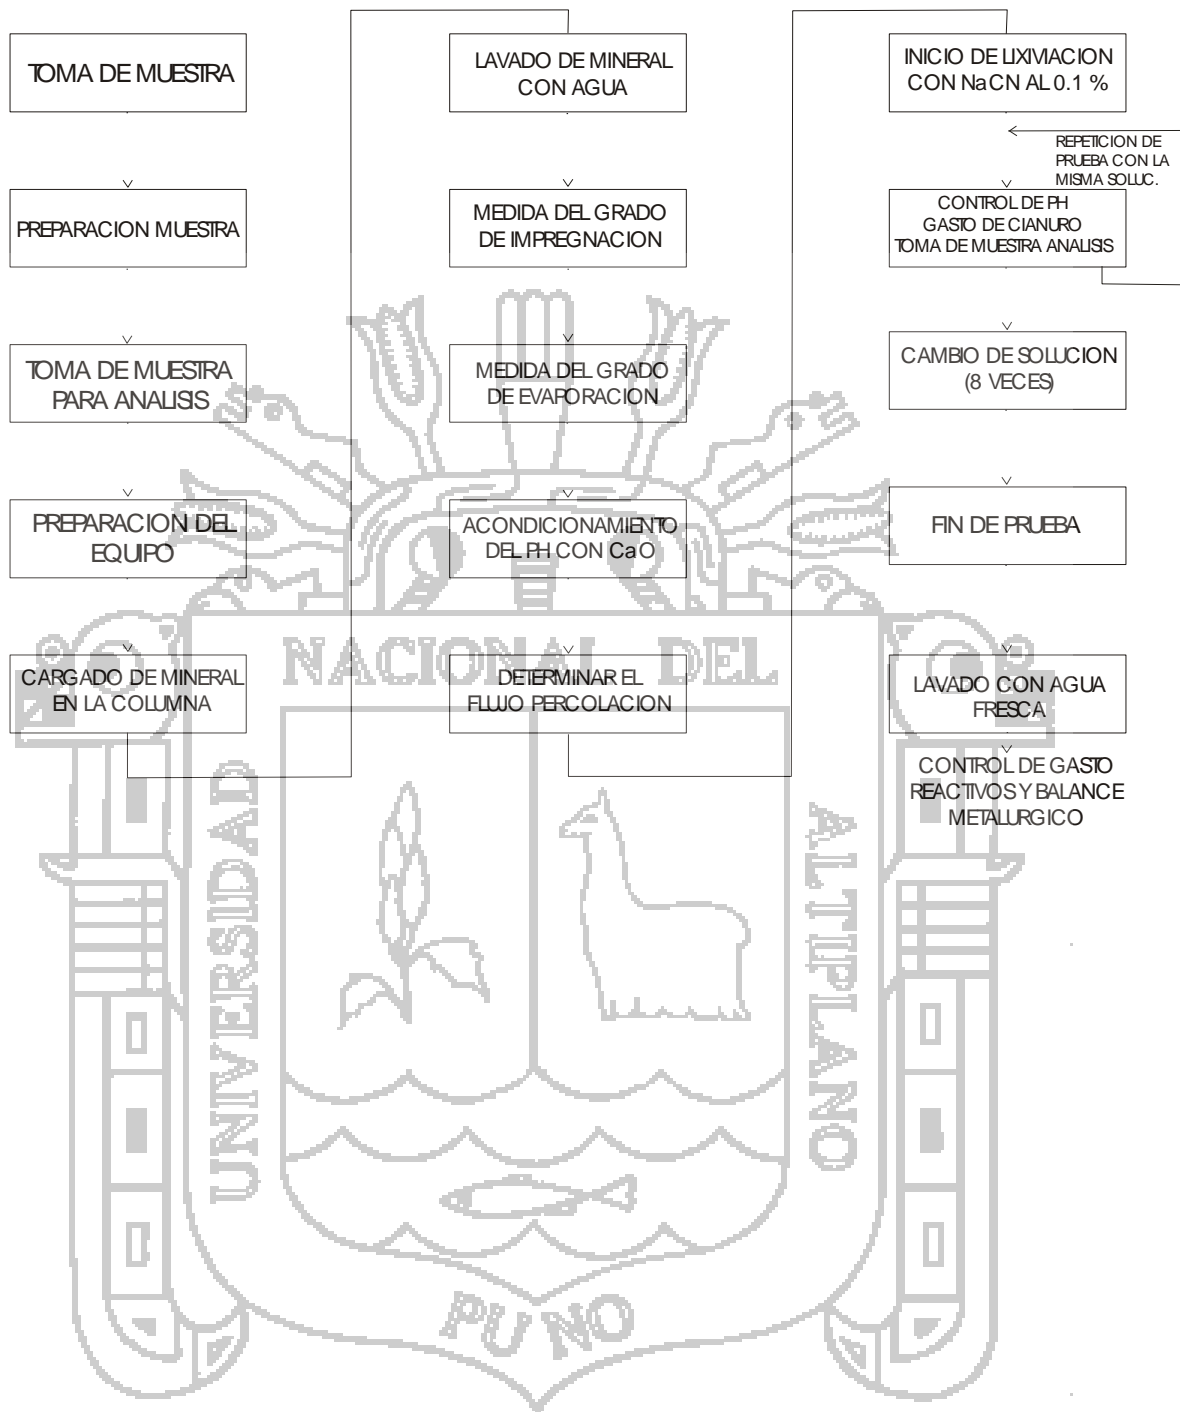 TOMA DE MUESTRA
PREPARACION MUESTRA
TOMA DE MUESTRA
PARA ANALISIS
PREPARACION DEL
EQUIPO
CARGADO DE MINERAL
EN LA COLUMNA
LAVADO DE MINERAL
CON AGUA
MEDIDA DEL GRADO
DE IMPREGNACION
MEDIDA DEL GRADO
DE EVAPORACION
ACONDICIONAMIENTO
DEL PH CON CaO
DETERMINAR EL
FLUJO PERCOLACION
INICIO DE LIXIVIACION
CON NaCN AL 0.1 %
REPETICION DE
PRUEBA CON LA
MISMA SOLUC.
CONTROL DE PH
GASTO DE CIANURO
TOMA DE MUESTRA ANALISIS
CAMBIO DE SOLUCION
(8 VECES)
FIN DE PRUEBA
LAVADO CON AGUA
FRESCA
CONTROL DE GASTO
REACTIVOS Y BALANCE
METALURGICO
UNIVERSIDAD
NACIONAL DEL
ALTIPLANO
PUNO